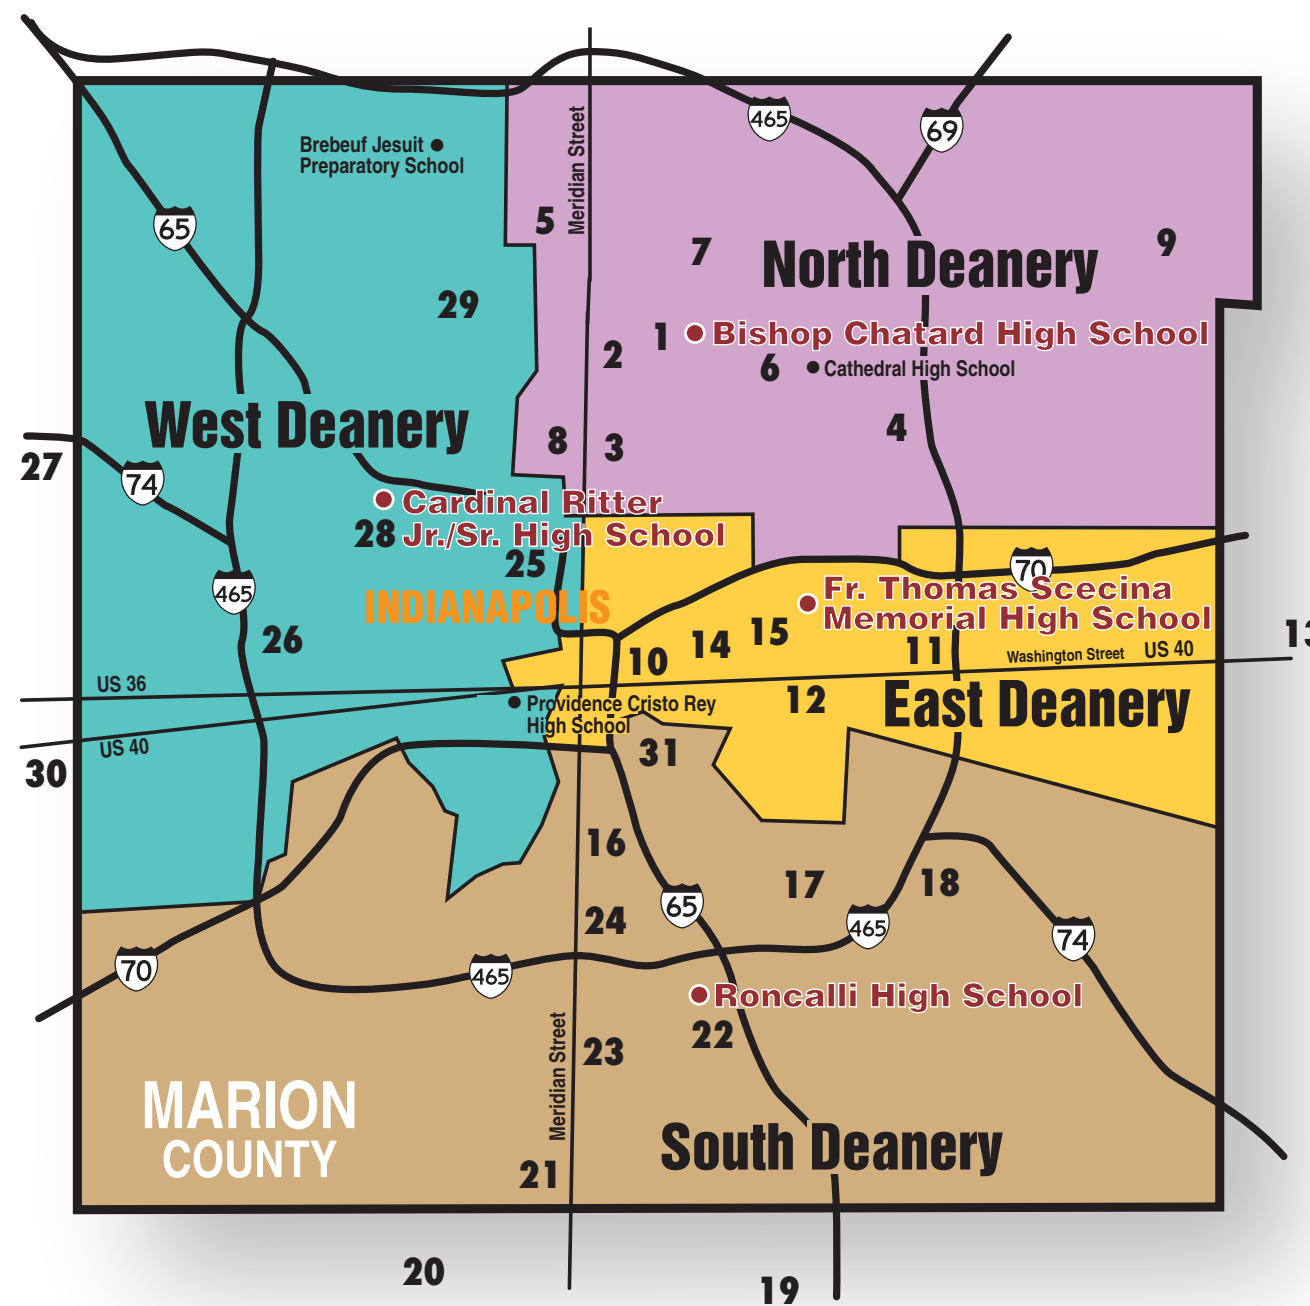 465
69
Meridian Street
Brebeuf Jesuit
Preparatory School
65
5
7
9
North Deanery
29
1
Bishop Chatard High School
2
6
Cathedral High School
West Deanery
4
8
3
27
74
Cardinal Ritter
28
Jr./Sr. High School
25
70
465
INDIANAPOLIS
Fr. Thomas Scecina
Memorial High School
26
10
14
15
11
Washington Street
US 40
US 36
12
East Deanery
Providence Cristo Rey
High School
US 40
30
31
16
17
18
24
65
465
74
70
465
Roncalli High School
22
23
Meridian Street
MARION
COUNTY
South Deanery
21
20
19